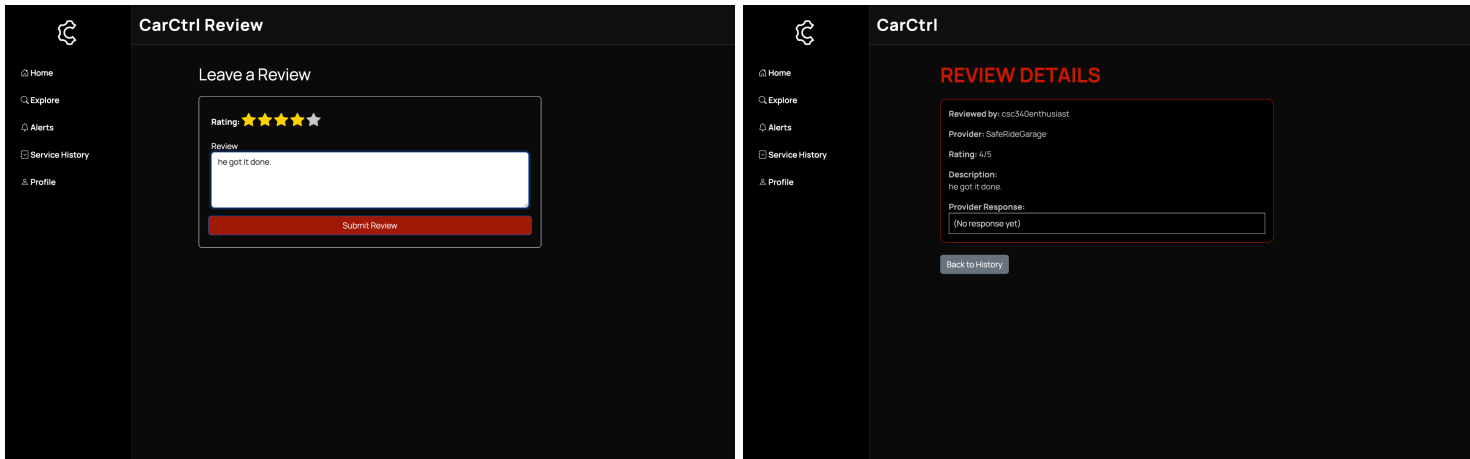 CarCtrl Review
Home
Explore
Alerts
Service History
Profile
Leave a Review
Rating:
Review
he got it done.
Submit Review
CarCtrl
Home
Explore
Alerts
Service History
Profile
REVIEW DETAILS
Reviewed by: csc340enthusiast
Provider: SafeRideGarage
Rating: 4/5
Description:
he got it done.
Provider Response:
(No response yet)
Back to History